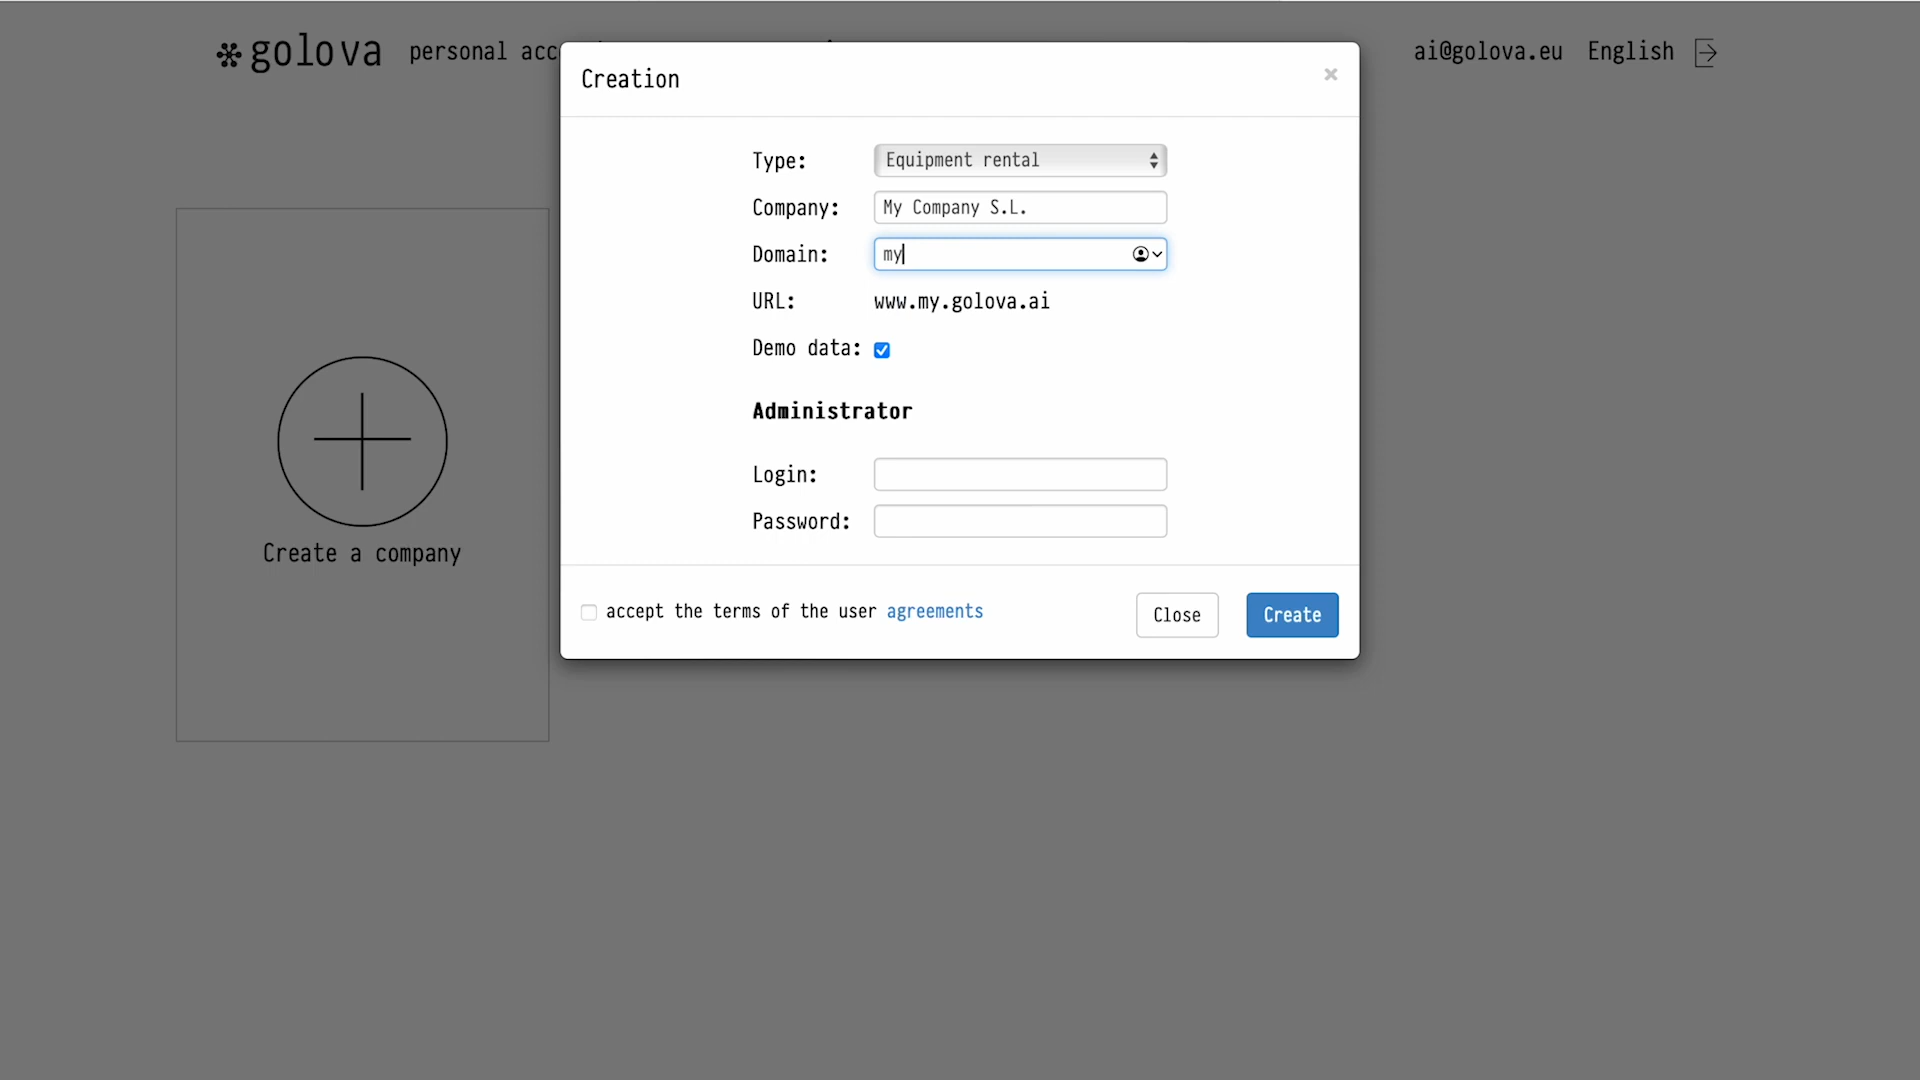 golova personal acc
ai@golova.eu English
Creation
×
Type: Equipment rental
Company: My Company S.L.
Domain: my
URL: www.my.golova.ai
Demo data:
Administrator
Login:
Password:
accept the terms of the user agreements
Close
Create
Create a company